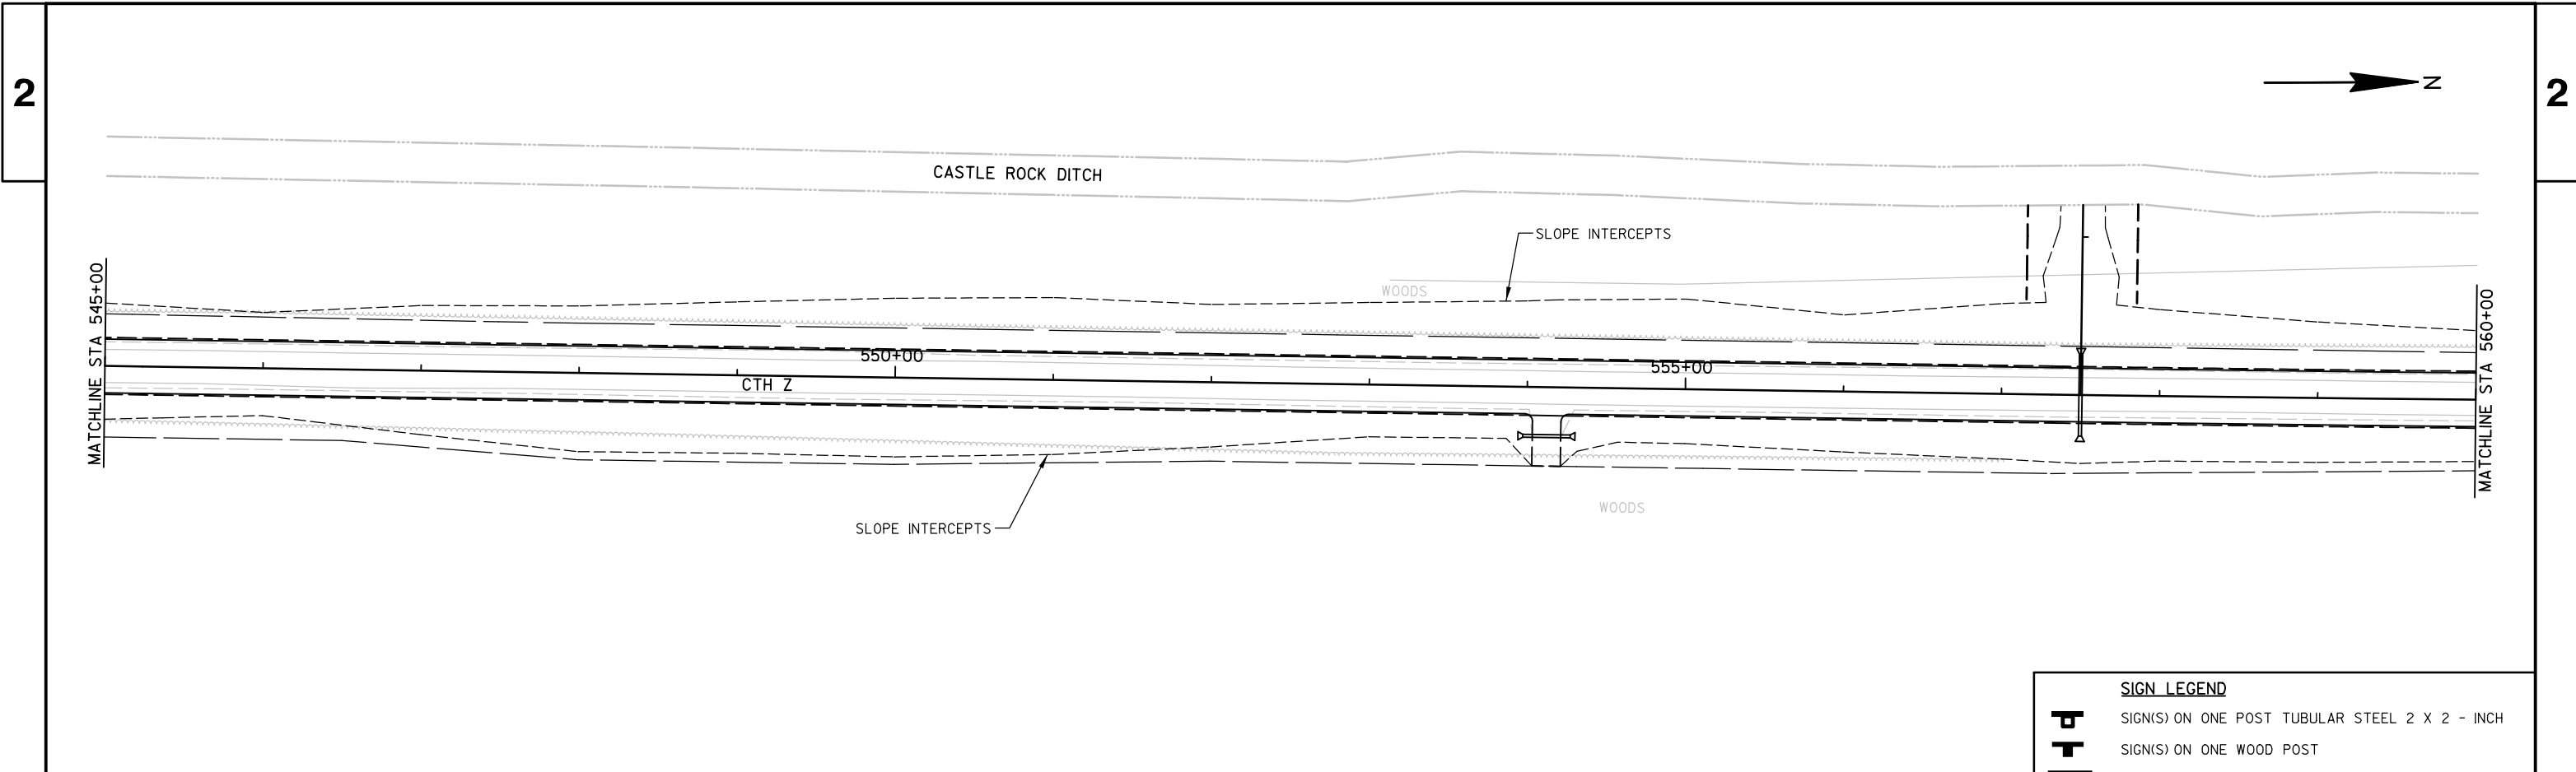 2
2
N
CASTLE ROCK DITCH
SLOPE INTERCEPTS
WOODS
MATCHLINE STA 545+00
550+00
555+00
MATCHLINE STA 560+00
CTH Z
WOODS
SLOPE INTERCEPTS
SIGN LEGEND
SIGN(S) ON ONE POST TUBULAR STEEL 2 X 2 - INCH
SIGN(S) ON ONE WOOD POST